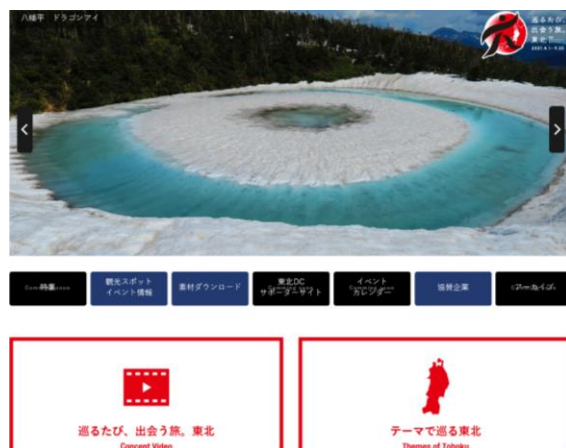 八幡平 ドラゴンアイ
巡るたび、
出会う旅。
東北
特集
観光スポット
イベント情報
素材ダウンロード
東北DC
サポーターサイト
イベント
カレンダー
協賛企業
巡るたび、出会う旅。東北
Concept Video
テーマで巡る東北
Themes of Tohoku